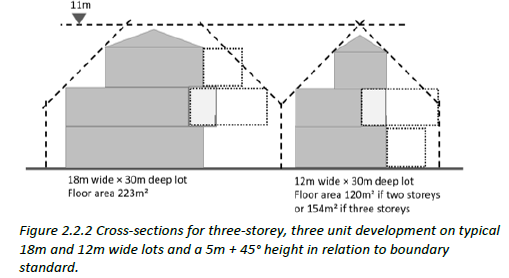 11m
18m wide × 30m deep lot
Floor area 223m²
12m wide × 30m deep lot
Floor area 120m² if two storeys
or 154m² if three storeys
Figure 2.2.2 Cross-sections for three-storey, three unit development on typical
18m and 12m wide lots and a 5m + 45° height in relation to boundary
standard.